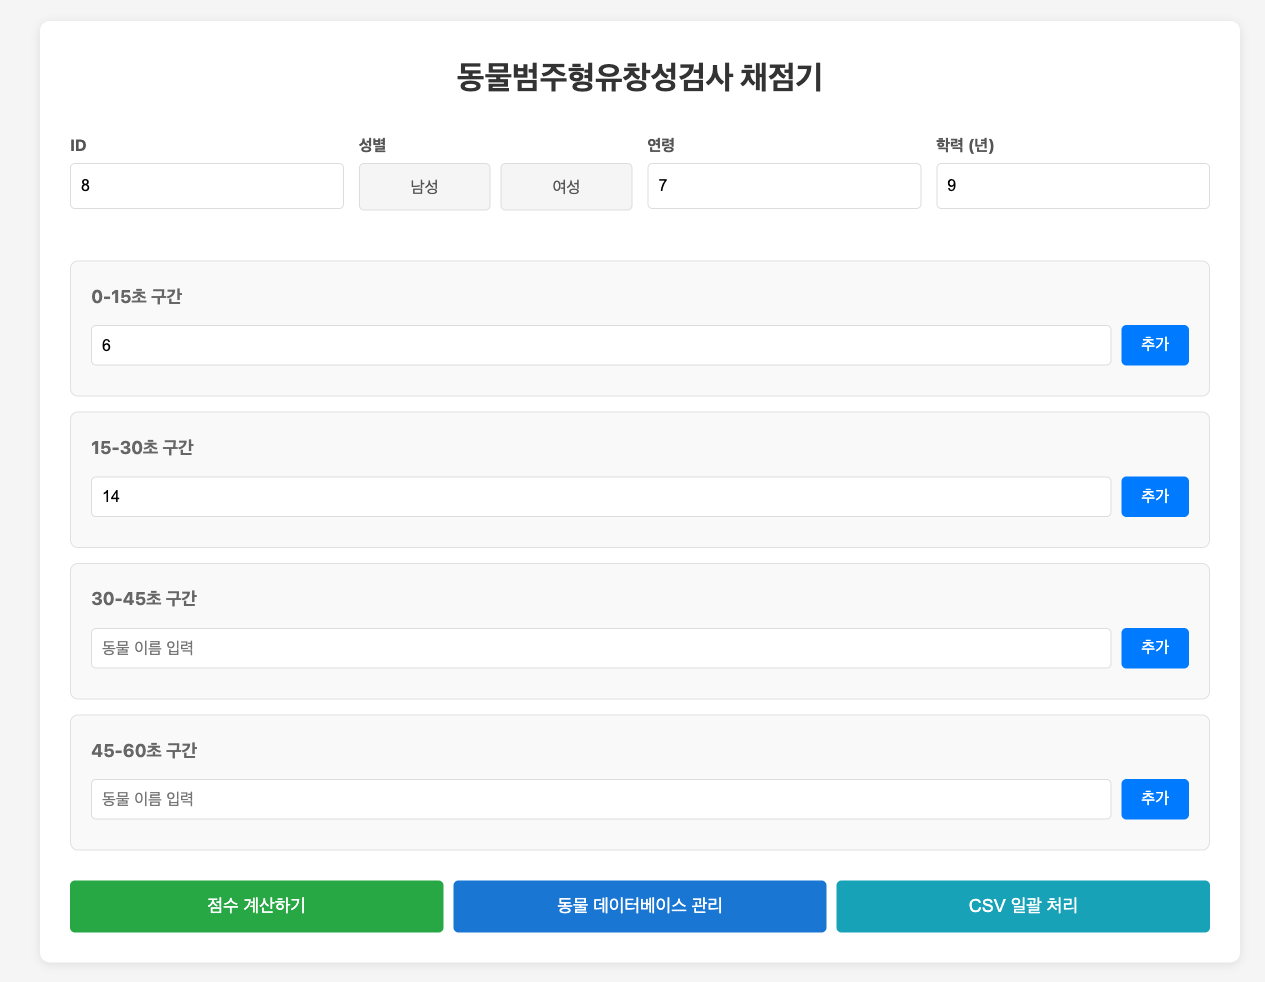 동물범주형유창성검사 채점기
ID 성별 연령 학력 (년)
8 남성 여성 7 9
0-15초 구간
6 추가
15-30초 구간
14 추가
30-45초 구간
동물 이름 입력 추가
45-60초 구간
동물 이름 입력 추가
점수 계산하기 동물 데이터베이스 관리 CSV 일괄 처리